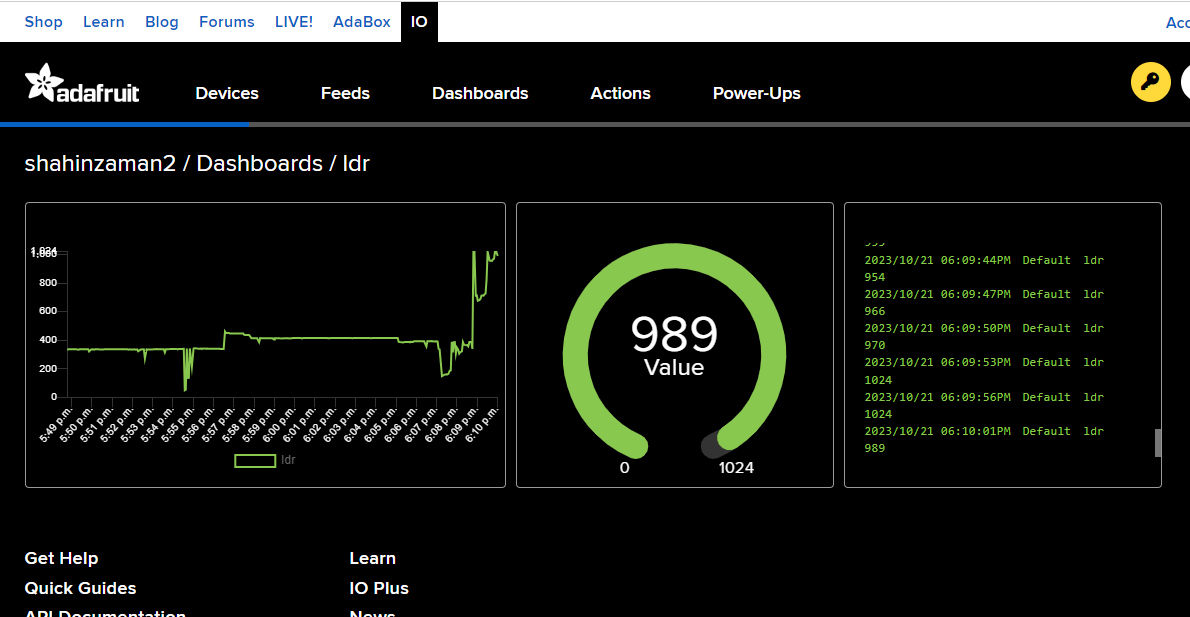 Shop Learn Blog Forums LIVE! AdaBox IO
adafruit Devices Feeds Dashboards Actions Power-Ups
shahinzaman2 / Dashboards / ldr
1,024
800
600
400
200
0
5:49 p.m. 5:50 p.m. 5:51 p.m. 5:52 p.m. 5:53 p.m. 5:54 p.m. 5:55 p.m. 5:56 p.m. 5:57 p.m. 5:58 p.m. 5:59 p.m. 6:00 p.m. 6:01 p.m. 6:02 p.m. 6:03 p.m. 6:04 p.m. 6:05 p.m. 6:06 p.m. 6:07 p.m. 6:08 p.m. 6:09 p.m. 6:10 p.m.
ldr
989
Value
0 1024
2023/10/21 06:09:44PM Default ldr
954
2023/10/21 06:09:47PM Default ldr
966
2023/10/21 06:09:50PM Default ldr
970
2023/10/21 06:09:53PM Default ldr
1024
2023/10/21 06:09:56PM Default ldr
1024
2023/10/21 06:10:01PM Default ldr
989
Get Help Learn
Quick Guides IO Plus
API Documentation News